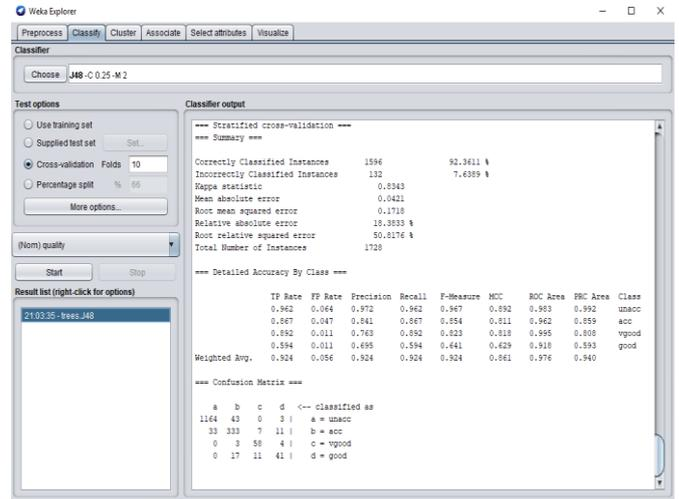 Weka Explorer
Preprocess Classify Cluster Associate Select attributes Visualize
Classifier
Choose J48 -C 0.25 -M 2
Test options
Use training set
Supplied test set Set...
Cross-validation Folds 10
Percentage split % 66
More options...
(Nom) quality
Start Stop
Result list (right-click for options)
21:03:35 - trees.J48
Classifier output
=== Stratified cross-validation ===
=== Summary ===
Correctly Classified Instances 1596 92.3611 %
Incorrectly Classified Instances 132 7.6389 %
Kappa statistic 0.8343
Mean absolute error 0.0421
Root mean squared error 0.1718
Relative absolute error 18.3833 %
Root relative squared error 50.8176 %
Total Number of Instances 1728
=== Detailed Accuracy By Class ===
TP Rate FP Rate Precision Recall F-Measure MCC ROC Area PRC Area Class
0.962 0.064 0.972 0.962 0.967 0.892 0.983 0.992 unacc
0.867 0.047 0.841 0.867 0.854 0.811 0.962 0.859 acc
0.892 0.011 0.763 0.892 0.823 0.818 0.995 0.808 vgood
0.594 0.011 0.695 0.594 0.641 0.629 0.918 0.593 good
Weighted Avg. 0.924 0.056 0.924 0.924 0.924 0.861 0.976 0.940
=== Confusion Matrix ===
a b c d <-- classified as
1164 43 0 3 | a = unacc
33 333 7 11 | b = acc
0 3 58 4 | c = vgood
0 17 11 41 | d = good